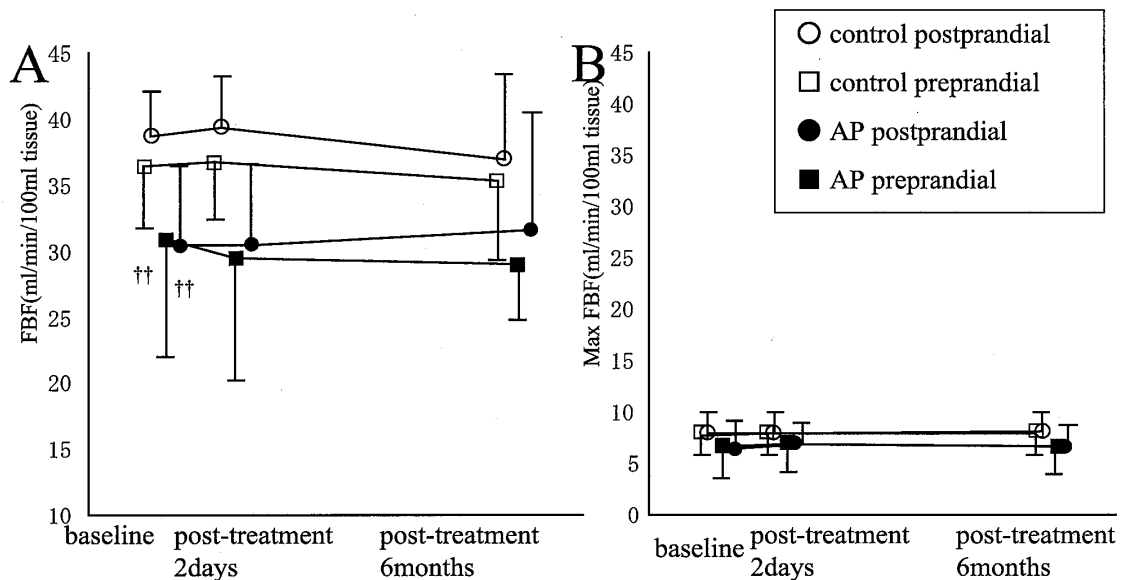 A
FBF(ml/min/100ml tissue)
45
40
35
30
25
20
15
10
††
††
baseline
post-treatment
2days
post-treatment
6months
B
Max FBF(ml/min/100ml tissue)
45
40
35
30
25
20
15
10
5
0
baseline
post-treatment
2days
post-treatment
6months
control postprandial
control preprandial
AP postprandial
AP preprandial